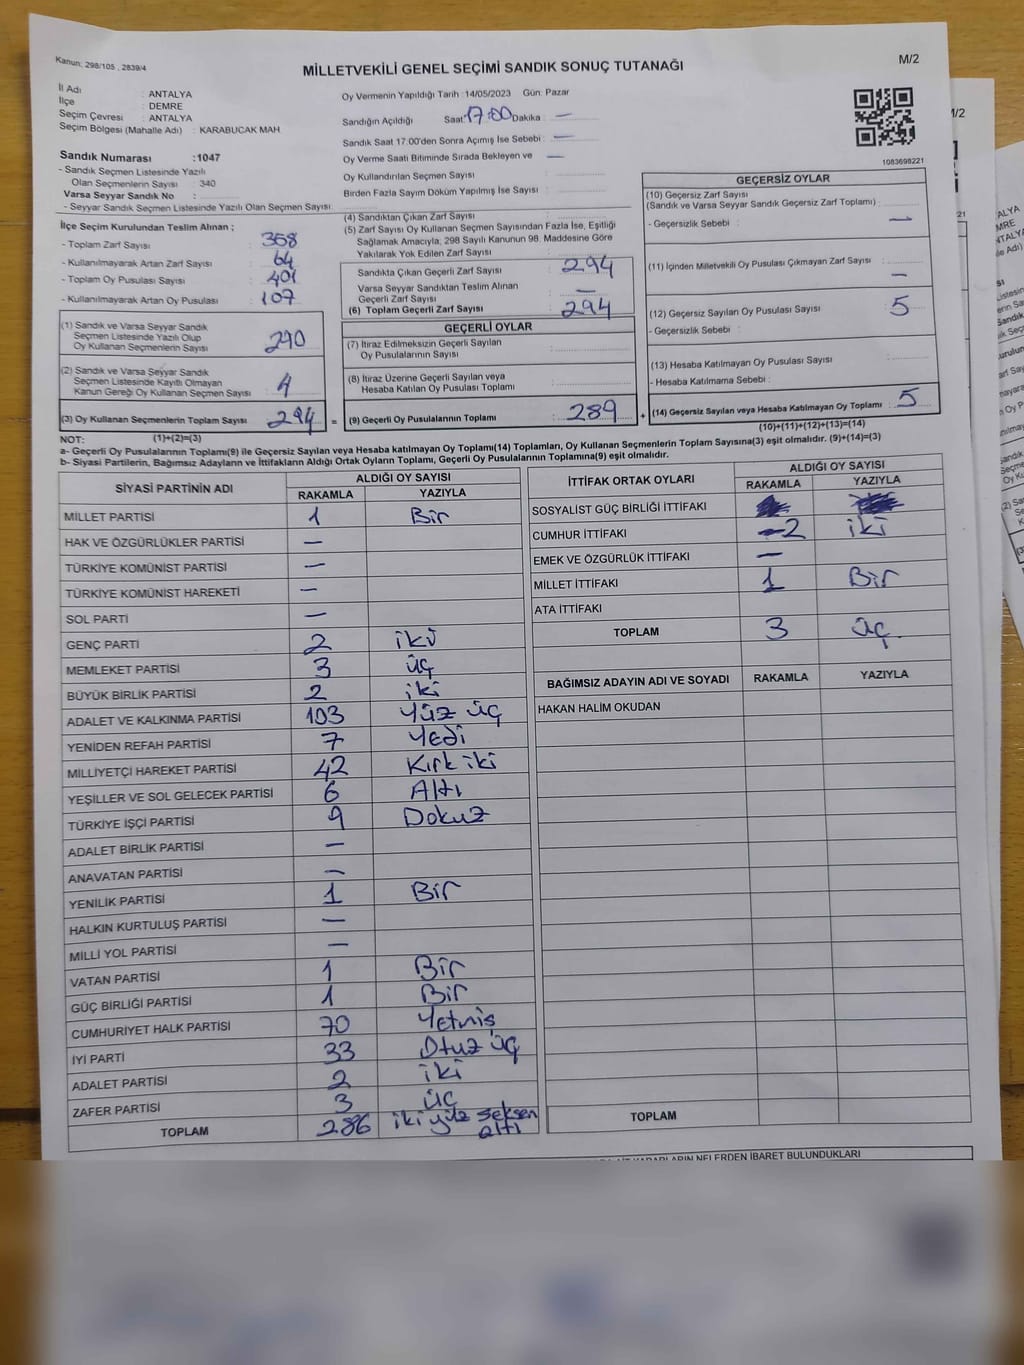 Kanun: 298/105 , 2839/4
MİLLETVEKİLİ GENEL SEÇİMİ SANDIK SONUÇ TUTANAĞI
M/2
İl Adı : ANTALYA
İlçe : DEMRE
Seçim Çevresi : ANTALYA
Seçim Bölgesi (Mahalle Adı) : KARABUCAK MAH
Sandık Numarası : 1047
- Sandık Seçmen Listesinde Yazılı
Olan Seçmenlerin Sayısı : 340
Varsa Seyyar Sandık No :
- Seyyar Sandık Seçmen Listesinde Yazılı Olan Seçmen Sayısı:
Oy Vermenin Yapıldığı Tarih :14/05/2023 Gün: Pazar
Sandığın Açıldığı Saat: 17:00 Dakika : —
Sandık Saat 17:00'den Sonra Açımış İse Sebebi : —
Oy Verme Saati Bitiminde Sırada Bekleyen ve —
Oy Kullandırılan Seçmen Sayısı :
Birden Fazla Sayım Döküm Yapılmış İse Sayısı :
1083698221
İlçe Seçim Kurulundan Teslim Alınan ;
- Toplam Zarf Sayısı : 358
- Kullanılmayarak Artan Zarf Sayısı : 64
- Toplam Oy Pusulası Sayısı : 401
- Kullanılmayarak Artan Oy Pusulası : 107
(1) Sandık ve Varsa Seyyar Sandık
Seçmen Listesinde Yazılı Olup
Oy Kullanan Seçmenlerin Sayısı : 290
(2) Sandık ve Varsa Seyyar Sandık
Seçmen Listesinde Kayıtlı Olmayan
Kanun Gereği Oy Kullanan Seçmen Sayısı : 4
(3) Oy Kullanan Seçmenlerin Toplam Sayısı : 294 =
(4) Sandıktan Çıkan Zarf Sayısı :
(5) Zarf Sayısı Oy Kullanan Seçmen Sayısından Fazla İse, Eşitliği
Sağlamak Amacıyla; 298 Sayılı Kanunun 98. Maddesine Göre
Yakılarak Yok Edilen Zarf Sayısı :
Sandıkta Çıkan Geçerli Zarf Sayısı : 294
Varsa Seyyar Sandıktan Teslim Alınan
Geçerli Zarf Sayısı : —
(6) Toplam Geçerli Zarf Sayısı : 294
GEÇERLİ OYLAR
(7) İtiraz Edilmeksizin Geçerli Sayılan
Oy Pusulalarının Sayısı :
(8) İtiraz Üzerine Geçerli Sayılan veya
Hesaba Katılan Oy Pusulası Toplamı :
(9) Geçerli Oy Pusulalarının Toplamı : 289 +
GEÇERSİZ OYLAR
(10) Geçersiz Zarf Sayısı
(Sandık ve Varsa Seyyar Sandık Geçersiz Zarf Toplamı) :
- Geçersizlik Sebebi : —
(11) İçinden Milletvekili Oy Pusulası Çıkmayan Zarf Sayısı :
—
(12) Geçersiz Sayılan Oy Pusulası Sayısı : 5
- Geçersizlik Sebebi :
(13) Hesaba Katılmayan Oy Pusulası Sayısı :
- Hesaba Katılmama Sebebi :
(14) Geçersiz Sayılan veya Hesaba Katılmayan Oy Toplamı : 5
NOT: (1)+(2)=(3)
(10)+(11)+(12)+(13)=(14)
a- Geçerli Oy Pusulalarının Toplamı(9) ile Geçersiz Sayılan veya Hesaba katılmayan Oy Toplamı(14) Toplamları, Oy Kullanan Seçmenlerin Toplam Sayısına(3) eşit olmalıdır. (9)+(14)=(3)
b- Siyasi Partilerin, Bağımsız Adayların ve İttifakların Aldığı Ortak Oyların Toplamı, Geçerli Oy Pusulalarının Toplamına(9) eşit olmalıdır.
SİYASİ PARTİNİN ADI ALDIĞI OY SAYISI
RAKAMLA YAZIYLA
MİLLET PARTİSİ 1 Bir
HAK VE ÖZGÜRLÜKLER PARTİSİ —
TÜRKİYE KOMÜNİST PARTİSİ —
TÜRKİYE KOMÜNİST HAREKETİ —
SOL PARTİ —
GENÇ PARTİ 2 iki
MEMLEKET PARTİSİ 3 üç
BÜYÜK BİRLİK PARTİSİ 2 iki
ADALET VE KALKINMA PARTİSİ 103 Yüz üç
YENİDEN REFAH PARTİSİ 7 Yedi
MİLLİYETÇİ HAREKET PARTİSİ 42 Kırk iki
YEŞİLLER VE SOL GELECEK PARTİSİ 6 Altı
TÜRKİYE İŞÇİ PARTİSİ 9 Dokuz
ADALET BİRLİK PARTİSİ —
ANAVATAN PARTİSİ —
YENİLİK PARTİSİ 1 Bir
HALKIN KURTULUŞ PARTİSİ —
MİLLİ YOL PARTİSİ —
VATAN PARTİSİ 1 Bir
GÜÇ BİRLİĞİ PARTİSİ 1 Bir
CUMHURİYET HALK PARTİSİ 70 Yetmiş
İYİ PARTİ 33 Otuz üç
ADALET PARTİSİ 2 iki
ZAFER PARTİSİ 3 üç
TOPLAM 286 iki yüz seksen
altı
İTTİFAK ORTAK OYLARI ALDIĞI OY SAYISI
RAKAMLA YAZIYLA
SOSYALİST GÜÇ BİRLİĞİ İTTİFAKI
CUMHUR İTTİFAKI 2 iki
EMEK VE ÖZGÜRLÜK İTTİFAKI —
MİLLET İTTİFAKI 1 Bir
ATA İTTİFAKI
TOPLAM 3 üç
BAĞIMSIZ ADAYIN ADI VE SOYADI RAKAMLA YAZIYLA
HAKAN HALİM OKUDAN
TOPLAM
NELERDEN İBARET BULUNDUKLARI